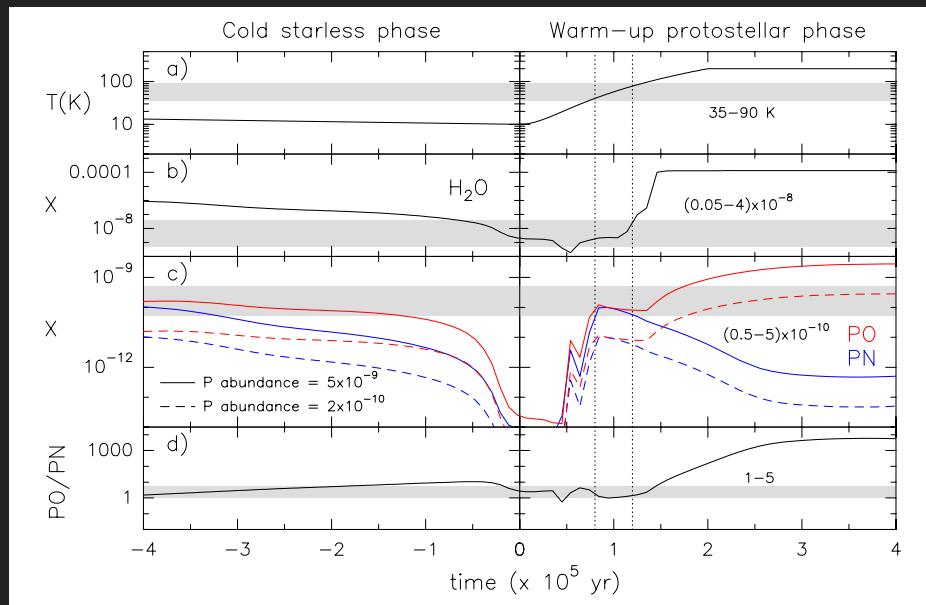 Cold starless phase Warm-up protostellar phase
a)
T(K)
100
10
35-90 K
b)
0.0001
X
10⁻⁸
H₂O
(0.05-4)x10⁻⁸
c)
10⁻⁹
X
10⁻¹²
(0.5-5)x10⁻¹⁰
PO
PN
P abundance = 5x10⁻⁹
P abundance = 2x10⁻¹⁰
d)
PO/PN
1000
1
1-5
-4 -3 -2 -1 0 1 2 3 4
time (x 10⁵ yr)